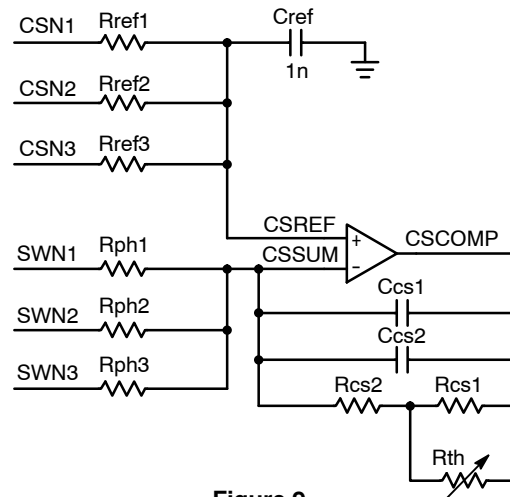 CSN1 Rref1 Cref
1n
CSN2 Rref2
CSN3 Rref3
CSREF
+
CSCOMP
SWN1 Rph1 CSSUM
−
Ccs1
SWN2 Rph2
Ccs2
SWN3 Rph3
Rcs2 Rcs1
Rth